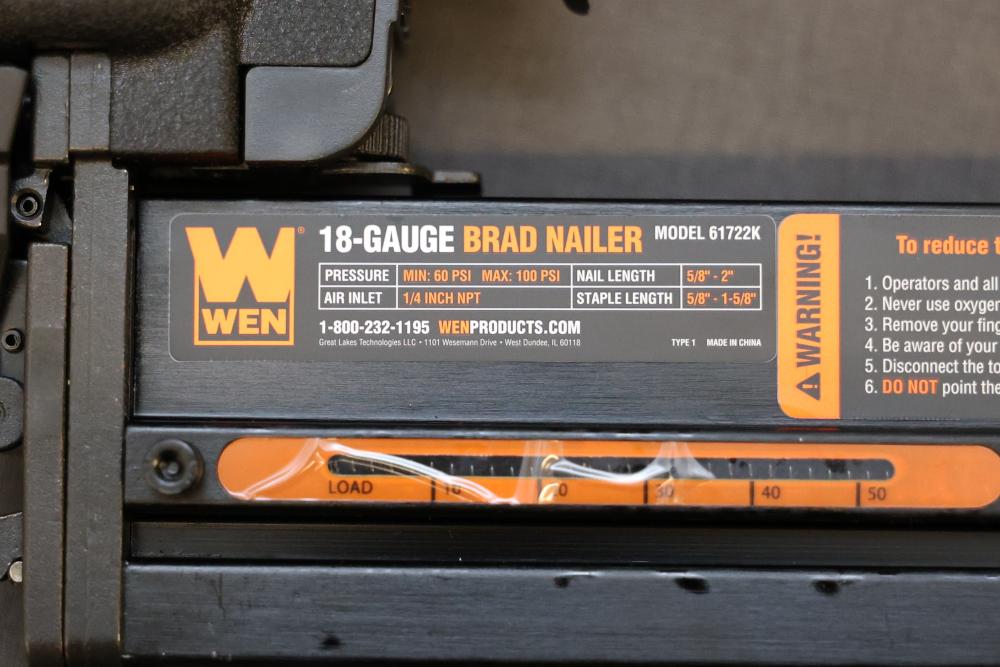 WEN®
18-GAUGE BRAD NAILER MODEL 61722K
PRESSURE MIN: 60 PSI MAX: 100 PSI NAIL LENGTH 5/8" - 2"
AIR INLET 1/4 INCH NPT STAPLE LENGTH 5/8" - 1-5/8"
1-800-232-1195 WENPRODUCTS.COM
Great Lakes Technologies LLC • 1101 Wesemann Drive • West Dundee, IL 60118 TYPE 1 MADE IN CHINA
WARNING!
To reduce
1. Operators and all
2. Never use
3. Remove your
4. Be aware of your
5. Disconnect the
6. DO NOT point the
LOAD 10 20 30 40 50